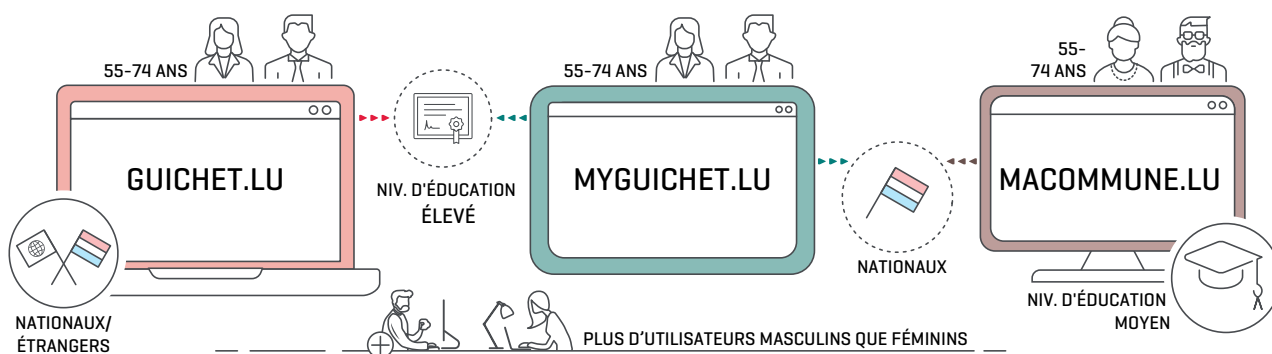 55-74 ANS
GUICHET.LU
NATIONAUX/
ÉTRANGERS
NIV. D'ÉDUCATION
ÉLEVÉ
55-74 ANS
MYGUICHET.LU
NATIONAUX
55-
74 ANS
MACOMMUNE.LU
NIV. D'ÉDUCATION
MOYEN
PLUS D'UTILISATEURS MASCULINS QUE FÉMININS